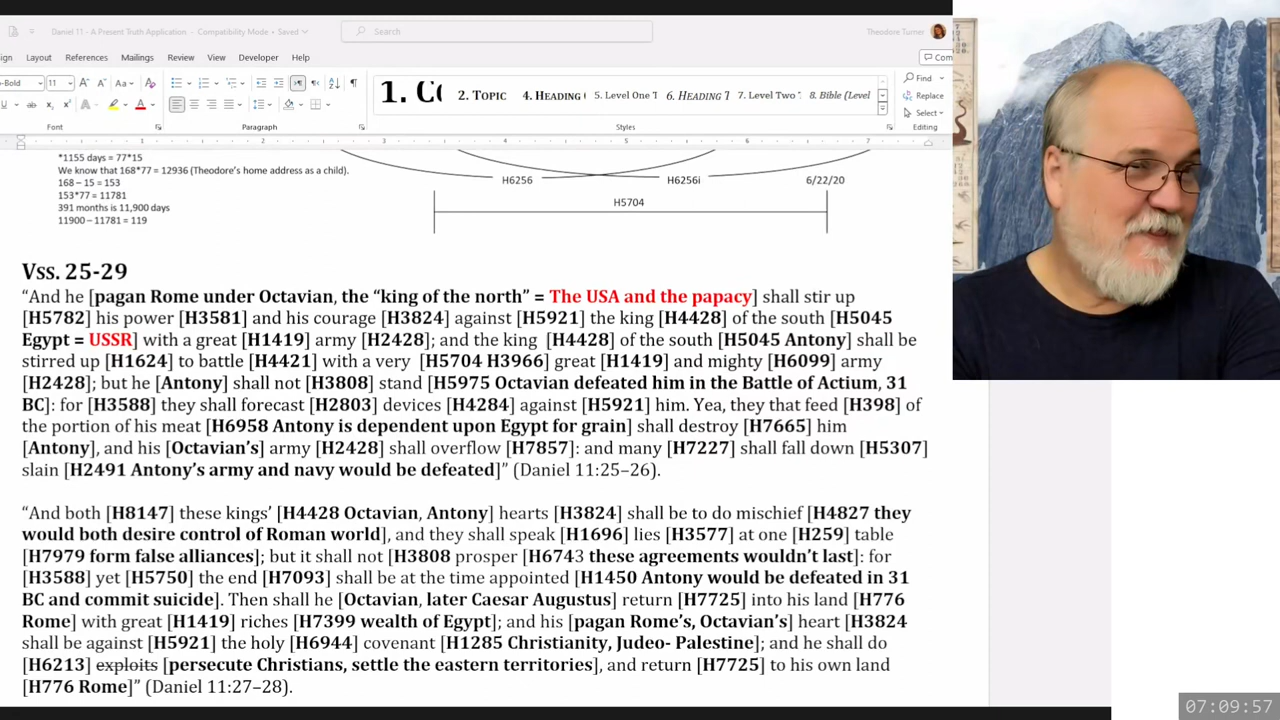 Daniel 11 - A Present Truth Application - Compatibility Mode • Saved
Search
Theodore Turner
ign Layout References Mailings Review View Developer Help
Com
-Bold 11 A A Aa
1. C
2. TOPIC
4. HEADING
5. Level One T
6. HEADING T
7. Level Two
8. Bible (Level
Find
Replace
Select
Font Paragraph Styles Editing
1 2 3 4 5 6 7
*1155 days = 77*15
We know that 168*77 = 12936 (Theodore's home address as a child).
168 – 15 = 153
153*77 = 11781
391 months is 11,900 days
11900 – 11781 = 119
H6256 H6256i 6/22/20
H5704
Vss. 25-29
“And he [pagan Rome under Octavian, the “king of the north” = The USA and the papacy] shall stir up
[H5782] his power [H3581] and his courage [H3824] against [H5921] the king [H4428] of the south [H5045
Egypt = USSR] with a great [H1419] army [H2428]; and the king [H4428] of the south [H5045 Antony] shall be
stirred up [H1624] to battle [H4421] with a very [H5704 H3966] great [H1419] and mighty [H6099] army
[H2428]; but he [Antony] shall not [H3808] stand [H5975 Octavian defeated him in the Battle of Actium, 31
BC]: for [H3588] they shall forecast [H2803] devices [H4284] against [H5921] him. Yea, they that feed [H398] of
the portion of his meat [H6958 Antony is dependent upon Egypt for grain] shall destroy [H7665] him
[Antony], and his [Octavian’s] army [H2428] shall overflow [H7857]: and many [H7227] shall fall down [H5307]
slain [H2491 Antony’s army and navy would be defeated]” (Daniel 11:25–26).
“And both [H8147] these kings’ [H4428 Octavian, Antony] hearts [H3824] shall be to do mischief [H4827 they
would both desire control of Roman world], and they shall speak [H1696] lies [H3577] at one [H259] table
[H7979 form false alliances]; but it shall not [H3808 prosper [H6743 these agreements wouldn’t last]: for
[H3588] yet [H5750] the end [H7093] shall be at the time appointed [H1450 Antony would be defeated in 31
BC and commit suicide]. Then shall he [Octavian, later Caesar Augustus] return [H7725] into his land [H776
Rome] with great [H1419] riches [H7399 wealth of Egypt]; and his [pagan Rome’s, Octavian’s] heart [H3824
shall be against [H5921] the holy [H6944] covenant [H1285 Christianity, Judeo- Palestine]; and he shall do
[H6213] exploits [persecute Christians, settle the eastern territories], and return [H7725] to his own land
[H776 Rome]” (Daniel 11:27–28).
07:09:57